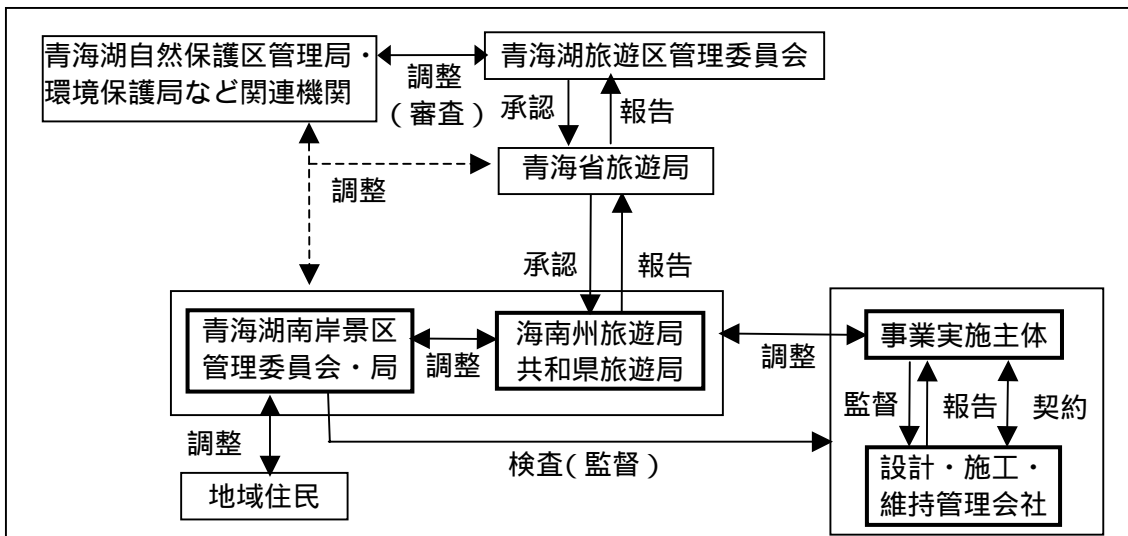 青海湖自然保護区管理局・
環境保護局など関連機関
調整
（審査）
青海湖旅遊区管理委員会
承認
報告
青海省旅遊局
調整
承認
報告
青海湖南岸景区
管理委員会・局
調整
海南州旅遊局
共和県旅遊局
調整
事業実施主体
監督
報告
契約
設計・施工・
維持管理会社
調整
検査（監督）
地域住民